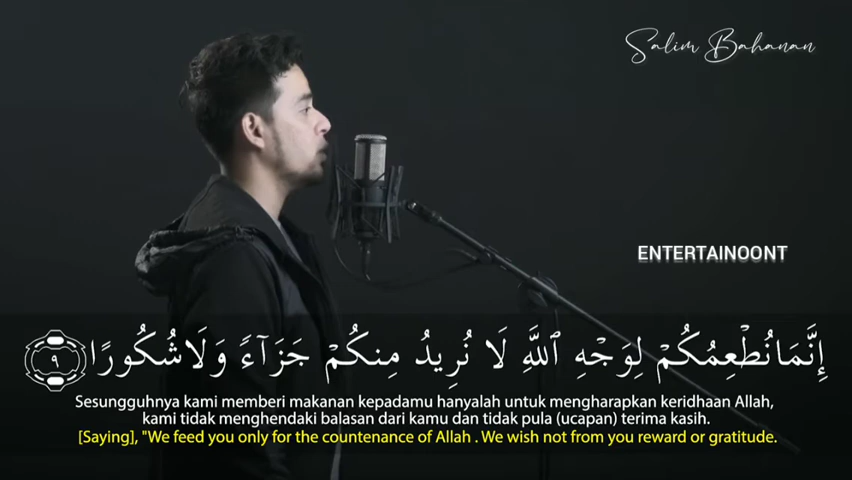 Salim Bahanan
ENTERTAINOONT
إِنَّمَا نُطْعِمُكُمْ لِوَجْهِ ٱللَّهِ لَا نُرِيدُ مِنكُمْ جَزَآءً وَلَا شُكُورًا ٩
Sesungguhnya kami memberi makanan kepadamu hanyalah untuk mengharapkan keridhaan Allah,
kami tidak menghendaki balasan dari kamu dan tidak pula (ucapan) terima kasih.
[Saying], "We feed you only for the countenance of Allah . We wish not from you reward or gratitude.